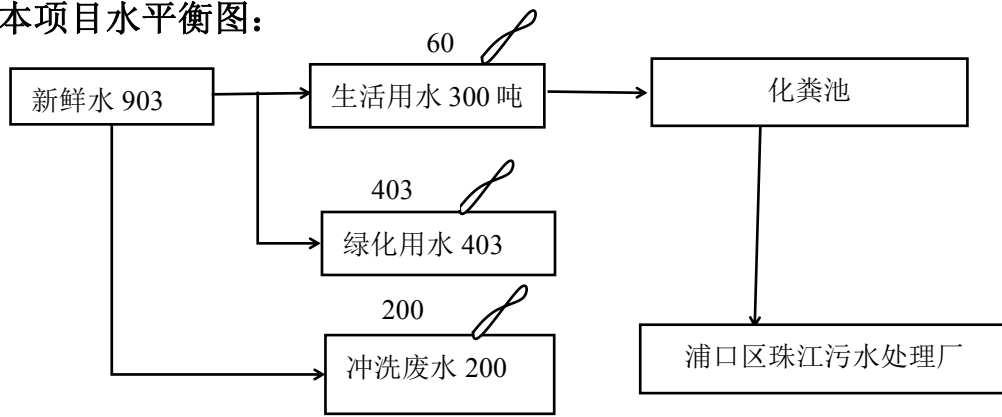 本项目水平衡图：
60
新鲜水 903
生活用水 300 吨
化粪池
403
绿化用水 403
200
冲洗废水 200
浦口区珠江污水处理厂